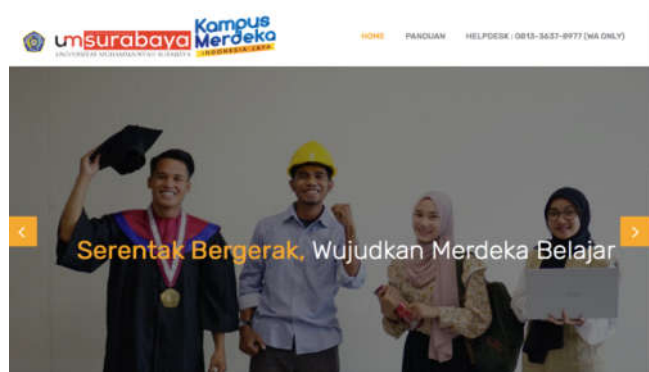 umsurabaya
UNIVERSITAS MUHAMMADIYAH SURABAYA
Kampus
Merdeka
INDONESIA JAYA
HOME PANDUAN HELPDESK : 0813-3637-8977 (WA ONLY)
Serentak Bergerak, Wujudkan Merdeka Belajar